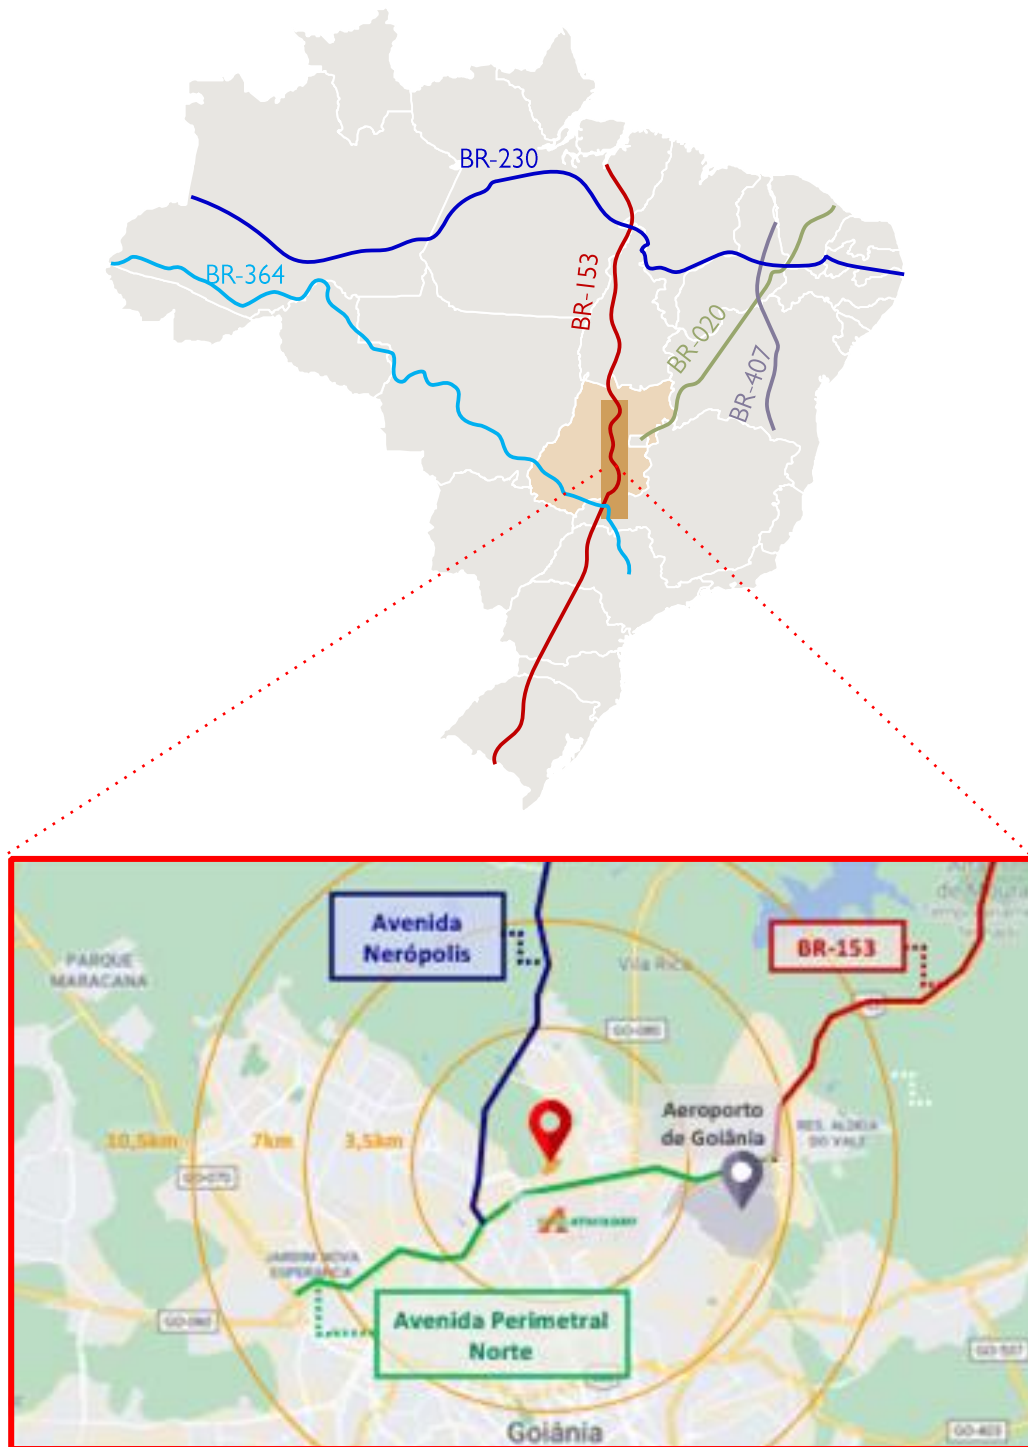 BR-230
BR-364
BR-153
BR-020
BR-407
Avenida
Nerópolis
BR-153
PARQUE
MARACANA
Vila Rica
GO-080
Aeroporto
de Goiânia
RES. ALDEIA
DO VALE
10,5km
7km
3,5km
GO-070
JARDIM NOVA
ESPERANÇA
GO-060
Avenida Perimetral
Norte
Goiânia
GO-537
GO-403